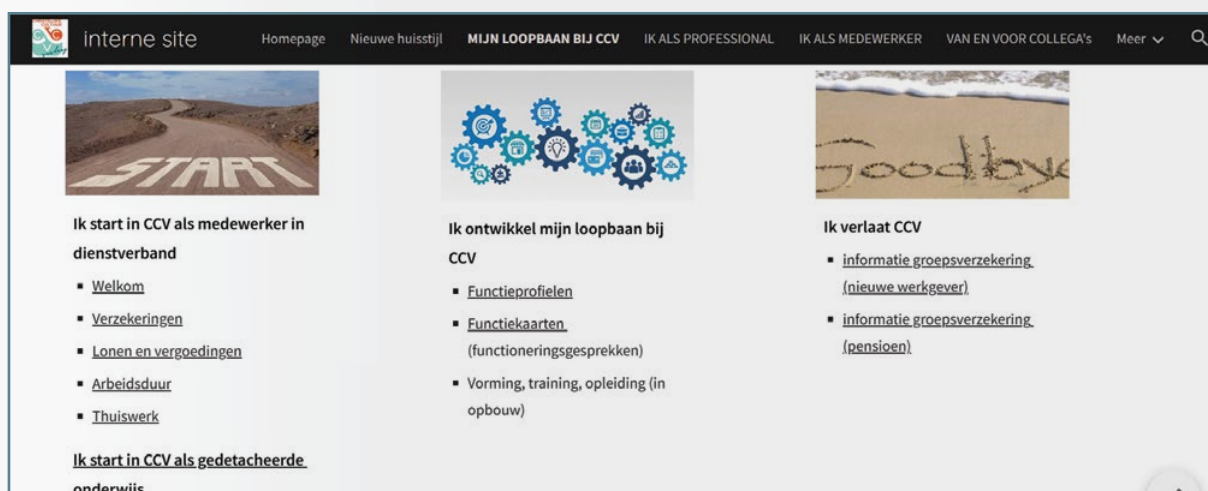 interne site
Homepage
Nieuwe huisstijl
MIJN LOOPBAAN BIJ CCV
IK ALS PROFESSIONAL
IK ALS MEDEWERKER
VAN EN VOOR COLLEGA's
Meer
START
Ik start in CCV als medewerker in
dienstverband
▪ Welkom
▪ Verzekeringen
▪ Lonen en vergoedingen
▪ Arbeidsduur
▪ Thuiswerk
Ik start in CCV als gedetacheerde
onderwijs
Ik ontwikkel mijn loopbaan bij
CCV
▪ Functieprofielen
▪ Functiekaarten
(functioneringsgesprekken)
▪ Vorming, training, opleiding (in
opbouw)
Goodbye
Ik verlaat CCV
▪ informatie groepsverzekering
(nieuwe werkgever)
▪ informatie groepsverzekering
(pensioen)